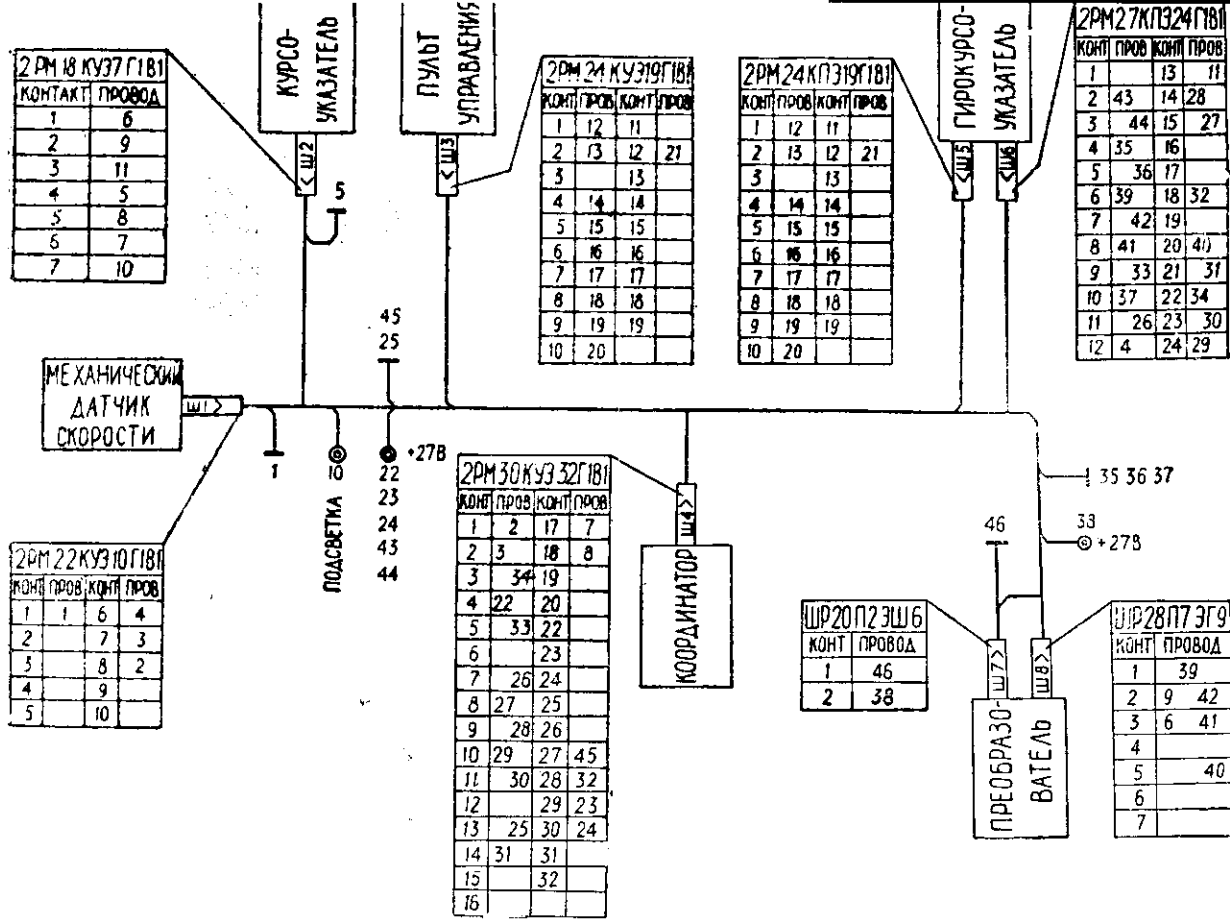 2РМ18КУ37Г1В1
КОНТАКТ ПРОВОД
1 6
2 9
3 11
4 5
5 8
6 7
7 10
КУРСО-
УКАЗАТЕЛЬ
<Ш2
5
ПУЛЬТ
УПРАВЛЕНИЯ
<Ш3
2РМ24КУЭ19Г1В1
КОНТ ПРОВ КОНТ ПРОВ
1 12 11
2 13 12 21
3 13
4 14 14
5 15 15
6 16 16
7 17 17
8 18 18
9 19 19
10 20
2РМ24КПЭ19Г1В1
КОНТ ПРОВ КОНТ ПРОВ
1 12 11
2 13 12 21
3 13
4 14 14
5 15 15
6 16 16
7 17 17
8 18 18
9 19 19
10 20
ГИРОКУРСО-
УКАЗАТЕЛЬ
<Ш5
<Ш6
2РМ27КПЭ24Г1В1
КОНТ ПРОВ КОНТ ПРОВ
1 13 11
2 43 14 28
3 44 15 27
4 35 16
5 36 17
6 39 18 32
7 42 19
8 41 20 40
9 33 21 31
10 37 22 34
11 26 23 30
12 4 24 29
МЕХАНИЧЕСКИЙ
ДАТЧИК
СКОРОСТИ
Ш1>
45
25
1
10
ПОДСВЕТКА
+27В
22
23
24
43
44
2РМ22КУЭ10Г1В1
КОНТ ПРОВ КОНТ ПРОВ
1 1 6 4
2 7 3
3 8 2
4 9
5 10
2РМ30КУЭ32Г1В1
КОНТ ПРОВ КОНТ ПРОВ
1 2 17 7
2 3 18 8
3 34 19
4 22 20
5 33 22
6 23
7 26 24
8 27 25
9 28 26
10 29 27 45
11 30 28 32
12 29 23
13 25 30 24
14 31 31
15 32
16
Ш4>
КООРДИНАТОР
35 36 37
33
+27В
46
ШР20П2ЭШ6
КОНТ ПРОВОД
1 46
2 38
Ш7>
Ш8>
ПРЕОБРАЗО-
ВАТЕЛЬ
ШР28П7ЭГ9
КОНТ ПРОВОД
1 39
2 9 42
3 6 41
4
5 40
6
7